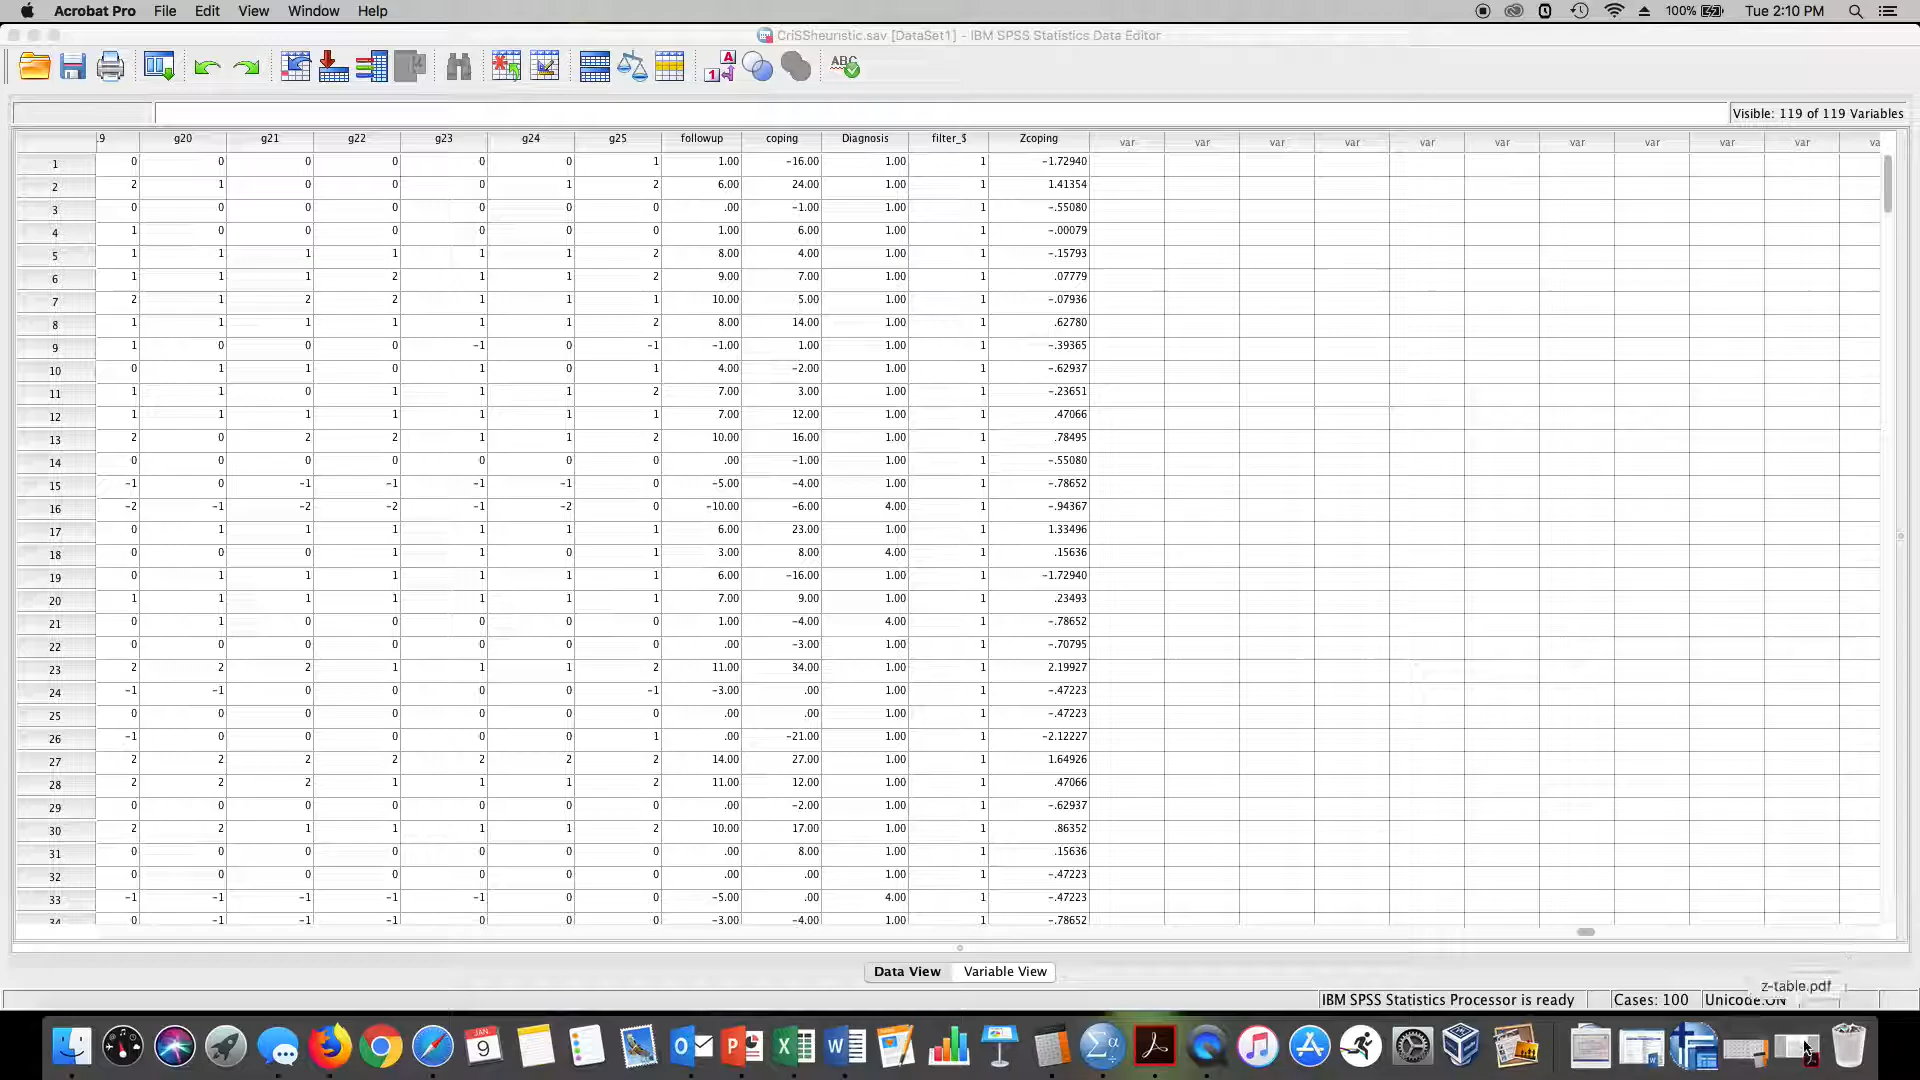 Acrobat Pro File Edit View Window Help 100% Tue 2:10 PM
CriSSheuristic.sav [DataSet1] - IBM SPSS Statistics Data Editor
Visible: 119 of 119 Variables
.9 g20 g21 g22 g23 g24 g25 followup coping Diagnosis filter_$ Zcoping var var var var var var var var var var va
1 0 0 0 0 0 0 1 1.00 -16.00 1.00 1 -1.72940
2 2 1 0 0 0 1 2 6.00 24.00 1.00 1 1.41354
3 0 0 0 0 0 0 0 .00 -1.00 1.00 1 -.55080
4 1 0 0 0 0 0 0 1.00 6.00 1.00 1 -.00079
5 1 1 1 1 1 1 2 8.00 4.00 1.00 1 -.15793
6 1 1 1 2 1 1 2 9.00 7.00 1.00 1 .07779
7 2 1 2 2 1 1 1 10.00 5.00 1.00 1 -.07936
8 1 1 1 1 1 1 2 8.00 14.00 1.00 1 .62780
9 1 0 0 0 -1 0 -1 -1.00 1.00 1.00 1 -.39365
10 0 1 1 0 1 0 1 4.00 -2.00 1.00 1 -.62937
11 1 1 0 1 1 1 2 7.00 3.00 1.00 1 -.23651
12 1 1 1 1 1 1 1 7.00 12.00 1.00 1 .47066
13 2 0 2 2 1 1 2 10.00 16.00 1.00 1 .78495
14 0 0 0 0 0 0 0 .00 -1.00 1.00 1 -.55080
15 -1 0 -1 -1 -1 -1 0 -5.00 -4.00 1.00 1 -.78652
16 -2 -1 -2 -2 -1 -2 0 -10.00 -6.00 4.00 1 -.94367
17 0 1 1 1 1 1 1 6.00 23.00 1.00 1 1.33496
18 0 0 0 1 1 0 1 3.00 8.00 4.00 1 .15636
19 0 1 1 1 1 1 1 6.00 -16.00 1.00 1 -1.72940
20 1 1 1 1 1 1 1 7.00 9.00 1.00 1 .23493
21 0 1 0 0 0 0 0 1.00 -4.00 4.00 1 -.78652
22 0 0 0 0 0 0 0 .00 -3.00 1.00 1 -.70795
23 2 2 2 1 1 1 2 11.00 34.00 1.00 1 2.19927
24 -1 -1 0 0 0 0 -1 -3.00 .00 1.00 1 -.47223
25 0 0 0 0 0 0 0 .00 .00 1.00 1 -.47223
26 -1 0 0 0 0 0 1 .00 -21.00 1.00 1 -2.12227
27 2 2 2 2 2 2 2 14.00 27.00 1.00 1 1.64926
28 2 2 2 1 1 1 2 11.00 12.00 1.00 1 .47066
29 0 0 0 0 0 0 0 .00 -2.00 1.00 1 -.62937
30 2 2 1 1 1 1 2 10.00 17.00 1.00 1 .86352
31 0 0 0 0 0 0 0 .00 8.00 1.00 1 .15636
32 0 0 0 0 0 0 0 .00 .00 1.00 1 -.47223
33 -1 -1 -1 -1 -1 0 0 -5.00 .00 4.00 1 -.47223
34 0 -1 -1 -1 0 0 0 -3.00 -4.00 1.00 1 -.78652
Data View Variable View
z-table.pdf
IBM SPSS Statistics Processor is ready Cases: 100 Unicode:ON
JAN
9